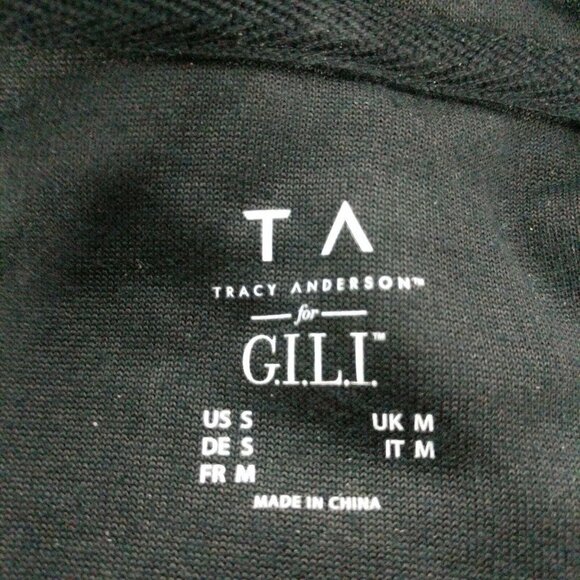 T Λ
TRACY ANDERSON™
for
G.I.L.I.™
US S UK M
DE S IT M
FR M
MADE IN CHINA